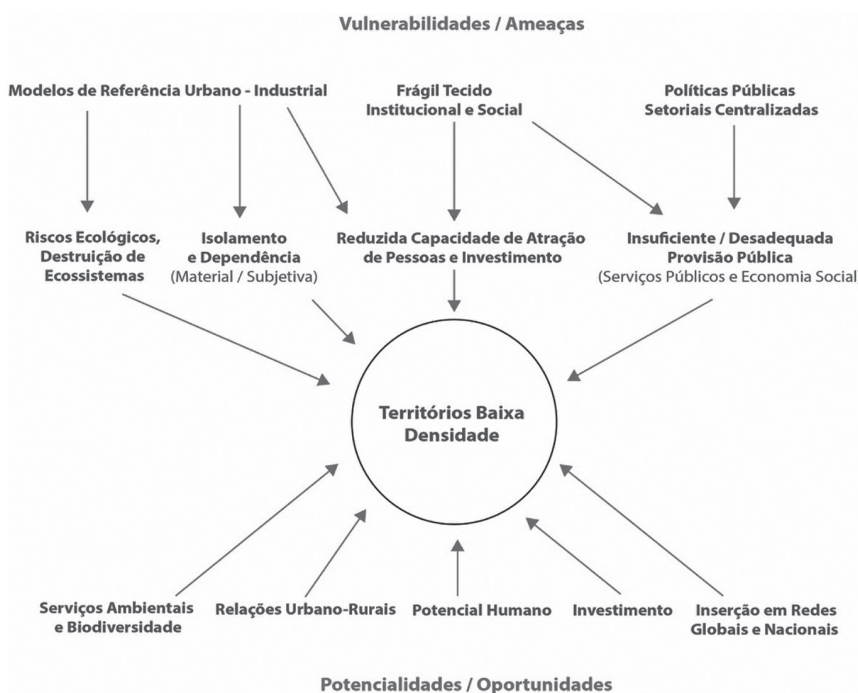 Vulnerabilidades / Ameaças
Modelos de Referência Urbano - Industrial
Frágil Tecido
Institucional e Social
Políticas Públicas
Setoriais Centralizadas
Riscos Ecológicos,
Destruição de
Ecossistemas
Isolamento
e Dependência
(Material / Subjetiva)
Reduzida Capacidade de Atração
de Pessoas e Investimento
Insuficiente / Desadequada
Provisão Pública
(Serviços Públicos e Economia Social)
Territórios Baixa
Densidade
Serviços Ambientais
e Biodiversidade
Relações Urbano-Rurais
Potencial Humano
Investimento
Inserção em Redes
Globais e Nacionais
Potencialidades / Oportunidades